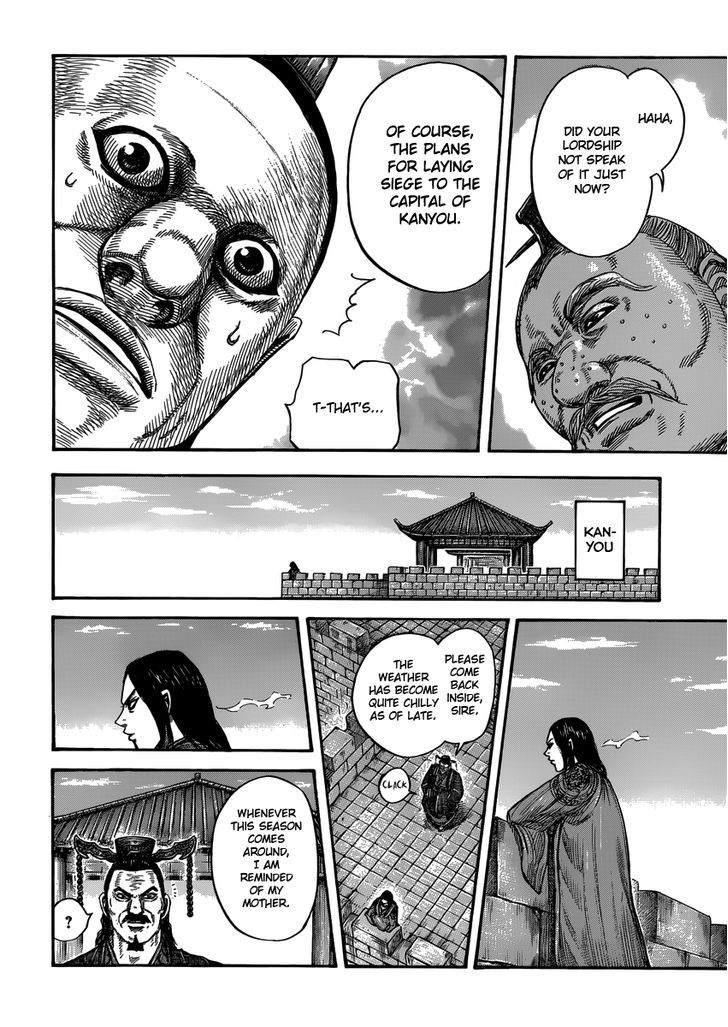 HAHA,
DID YOUR
LORDSHIP
NOT SPEAK
OF IT JUST
NOW?
OF COURSE,
THE PLANS
FOR LAYING
SIEGE TO THE
CAPITAL OF
KANYOU.
T-THAT'S...
KAN-
YOU
PLEASE
COME
BACK
INSIDE,
SIRE.
THE
WEATHER
HAS BECOME
QUITE CHILLY
AS OF LATE.
CLACK
WHENEVER
THIS SEASON
COMES
AROUND,
I AM
REMINDED
OF MY
MOTHER.
?